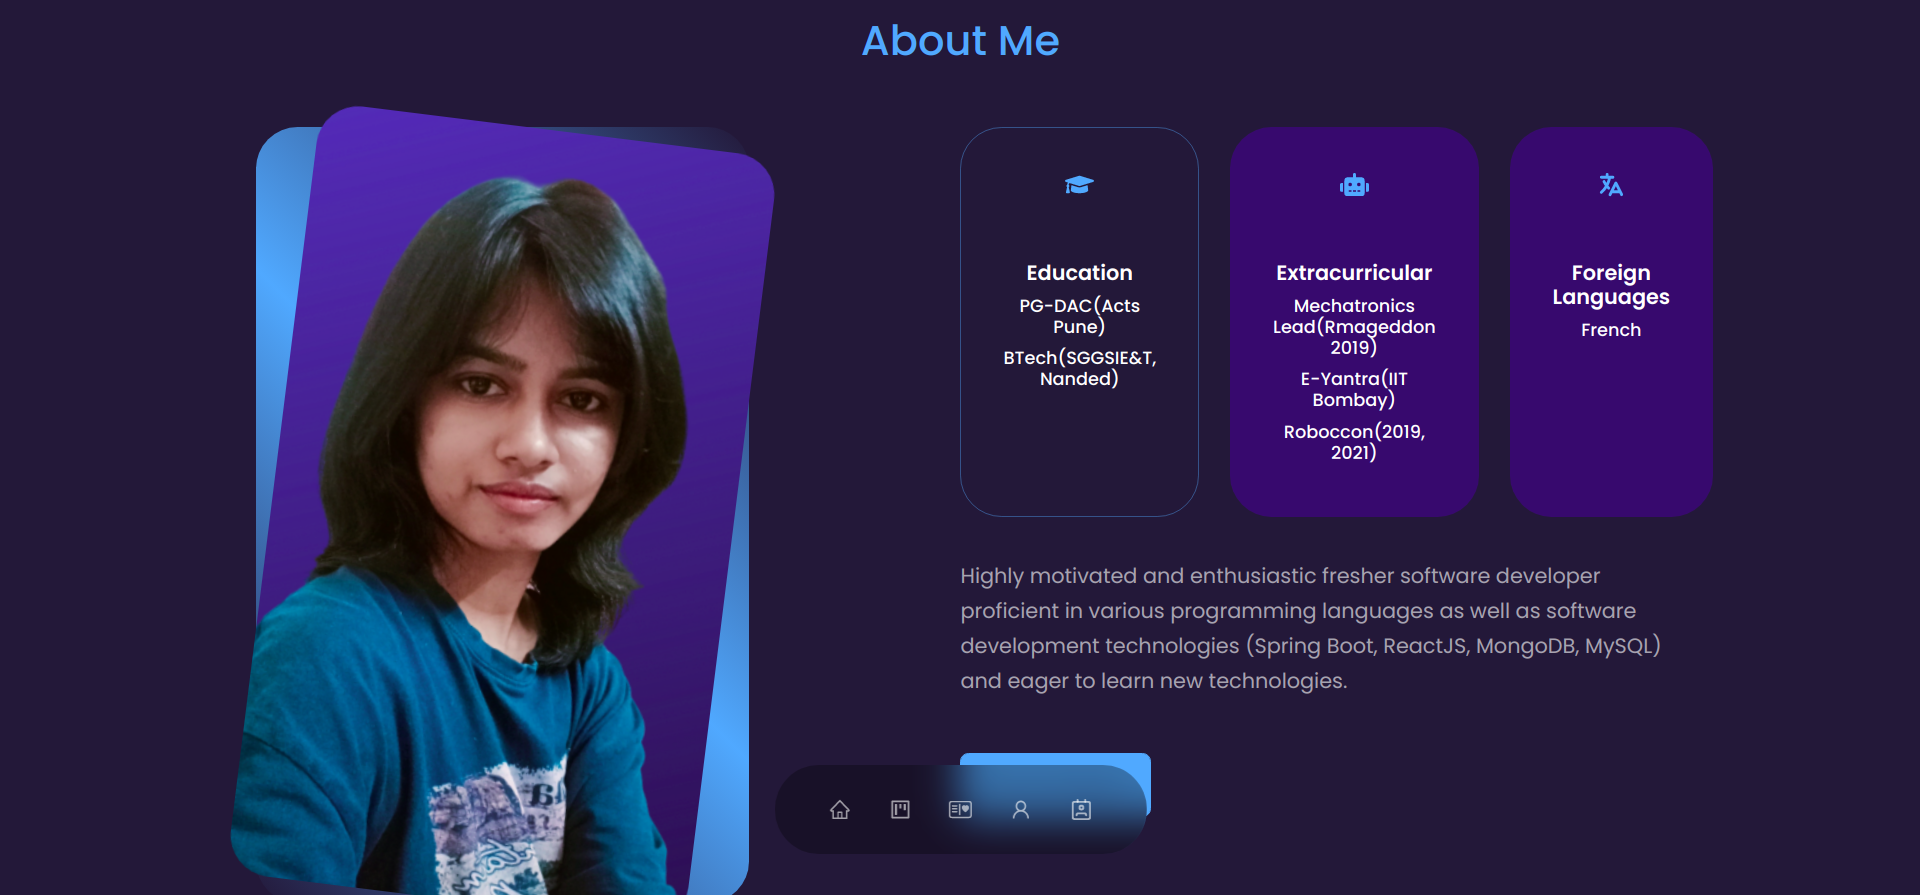 About Me
Education
PG-DAC(Acts
Pune)
BTech(SGGSIE&T,
Nanded)
Extracurricular
Mechatronics
Lead(Rmageddon
2019)
E-Yantra(IIT
Bombay)
Roboccon(2019,
2021)
Foreign
Languages
French
Highly motivated and enthusiastic fresher software developer
proficient in various programming languages as well as software
development technologies (Spring Boot, ReactJS, MongoDB, MySQL)
and eager to learn new technologies.